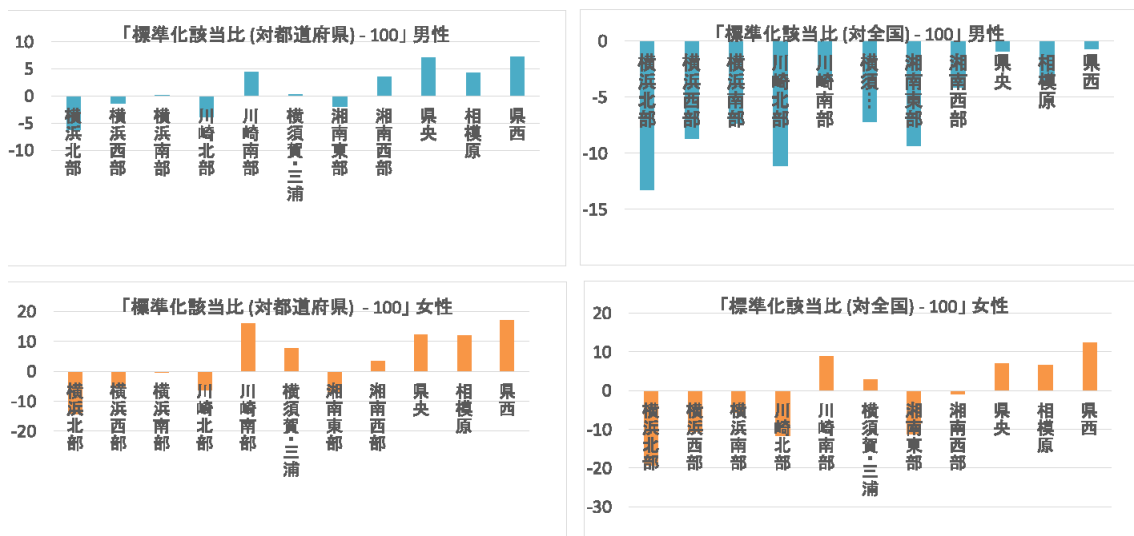 「標準化該当比 (対都道府県) - 100」 男性
10
5
0
-5
-10
横浜北部
横浜西部
横浜南部
川崎北部
川崎南部
横須賀・三浦
湘南東部
湘南西部
県央
相模原
県西
「標準化該当比 (対全国) - 100」 男性
0
-5
-10
-15
横浜北部
横浜西部
横浜南部
川崎北部
川崎南部
横須…
湘南東部
湘南西部
県央
相模原
県西
「標準化該当比 (対都道府県) - 100」 女性
20
10
0
-10
-20
横浜北部
横浜西部
横浜南部
川崎北部
川崎南部
横須賀・三浦
湘南東部
湘南西部
県央
相模原
県西
「標準化該当比 (対全国) - 100」 女性
20
10
0
-10
-20
-30
横浜北部
横浜西部
横浜南部
川崎北部
川崎南部
横須賀・三浦
湘南東部
湘南西部
県央
相模原
県西